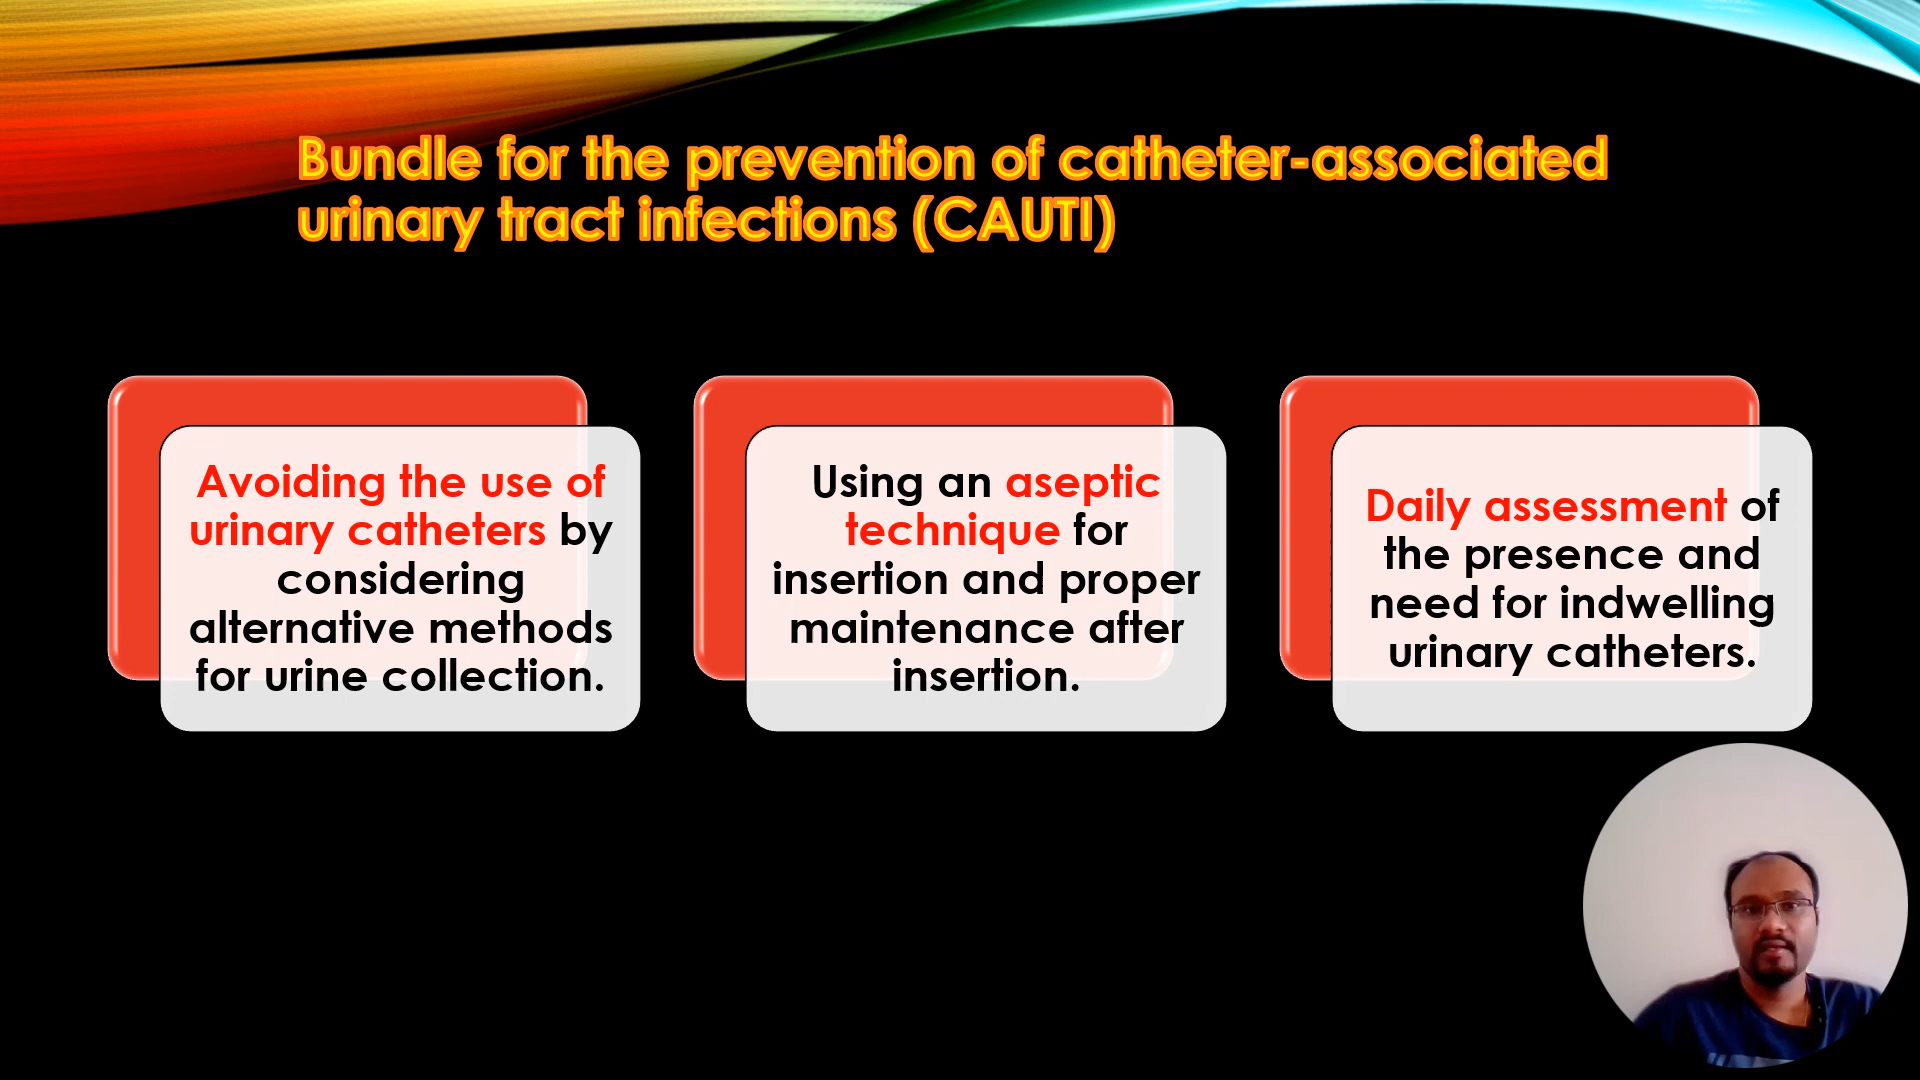 Bundle for the prevention of catheter-associated
urinary tract infections (CAUTI)
Avoiding the use of
urinary catheters by
considering
alternative methods
for urine collection.
Using an aseptic
technique for
insertion and proper
maintenance after
insertion.
Daily assessment of
the presence and
need for indwelling
urinary catheters.